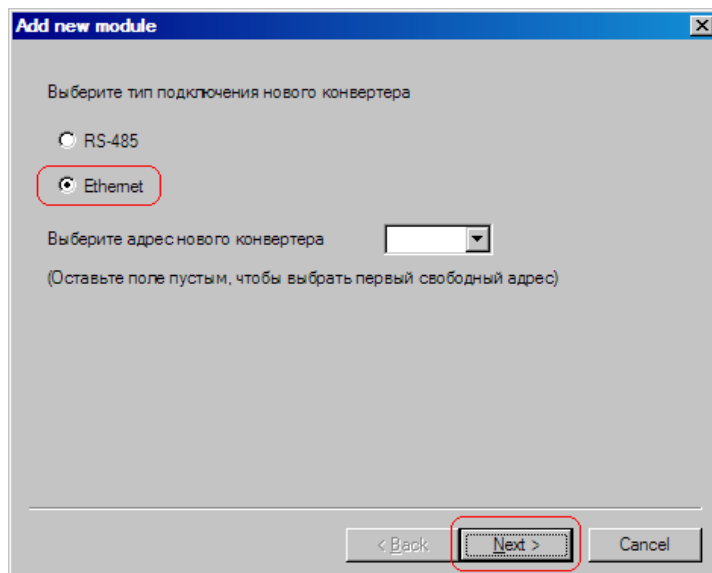 Add new module
Выберите тип подключения нового конвертера
RS-485
Ethernet
Выберите адрес нового конвертера
(Оставьте поле пустым, чтобы выбрать первый свободный адрес)
< Back
Next >
Cancel